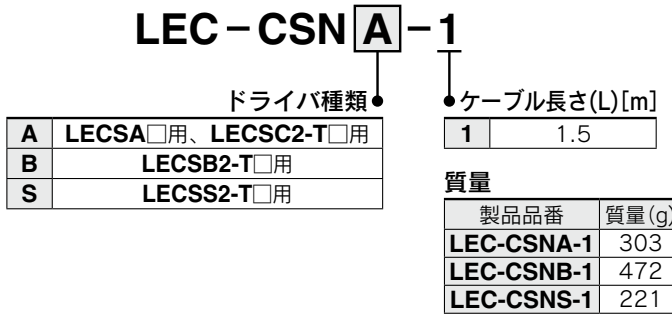 LEC-CSN A-1
ドライバ種類
A LECSA□用、LECSC2-T□用
B LECSB2-T□用
S LECSS2-T□用
ケーブル長さ(L)[m]
1 1.5
質量
製品品番 質量(g)
LEC-CSNA-1 303
LEC-CSNB-1 472
LEC-CSNS-1 221